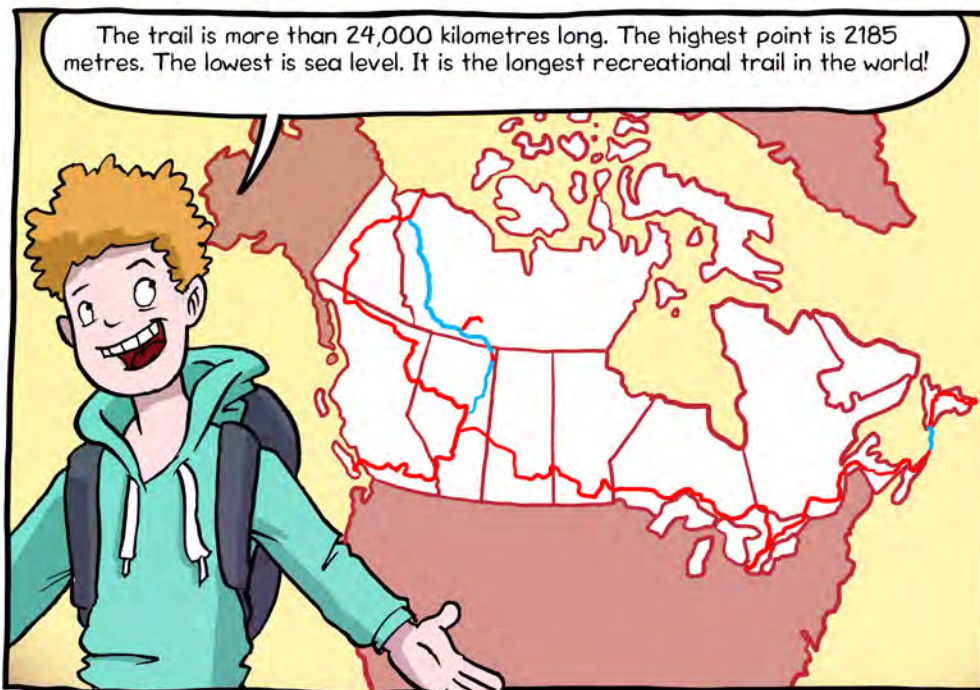 The trail is more than 24,000 kilometres long. The highest point is 2185
metres. The lowest is sea level. It is the longest recreational trail in the world!